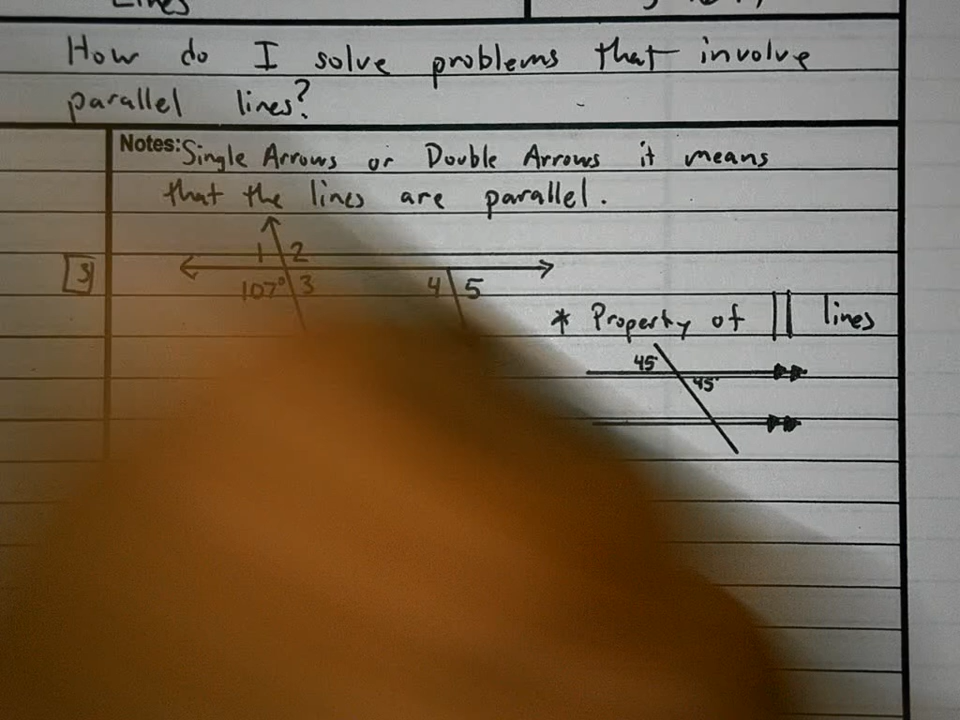 Lines
How do I solve problems that involve
parallel lines?
Notes: Single Arrows or Double Arrows it means
that the lines are parallel.
1 2
107° 3 4 5
* Property of || lines
45°
45°